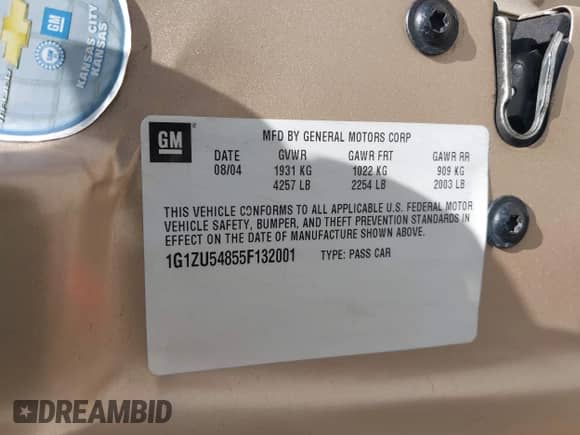 KANSAS CITY
KANSAS
GM
GM
MFD BY GENERAL MOTORS CORP
DATE GVWR GAWR FRT GAWR RR
08/04 1931 KG 1022 KG 909 KG
4257 LB 2254 LB 2003 LB
THIS VEHICLE CONFORMS TO ALL APPLICABLE U.S. FEDERAL MOTOR
VEHICLE SAFETY, BUMPER, AND THEFT PREVENTION STANDARDS IN
EFFECT ON THE DATE OF MANUFACTURE SHOWN ABOVE.
1G1ZU54855F132001 TYPE: PASS CAR
DREAMBID